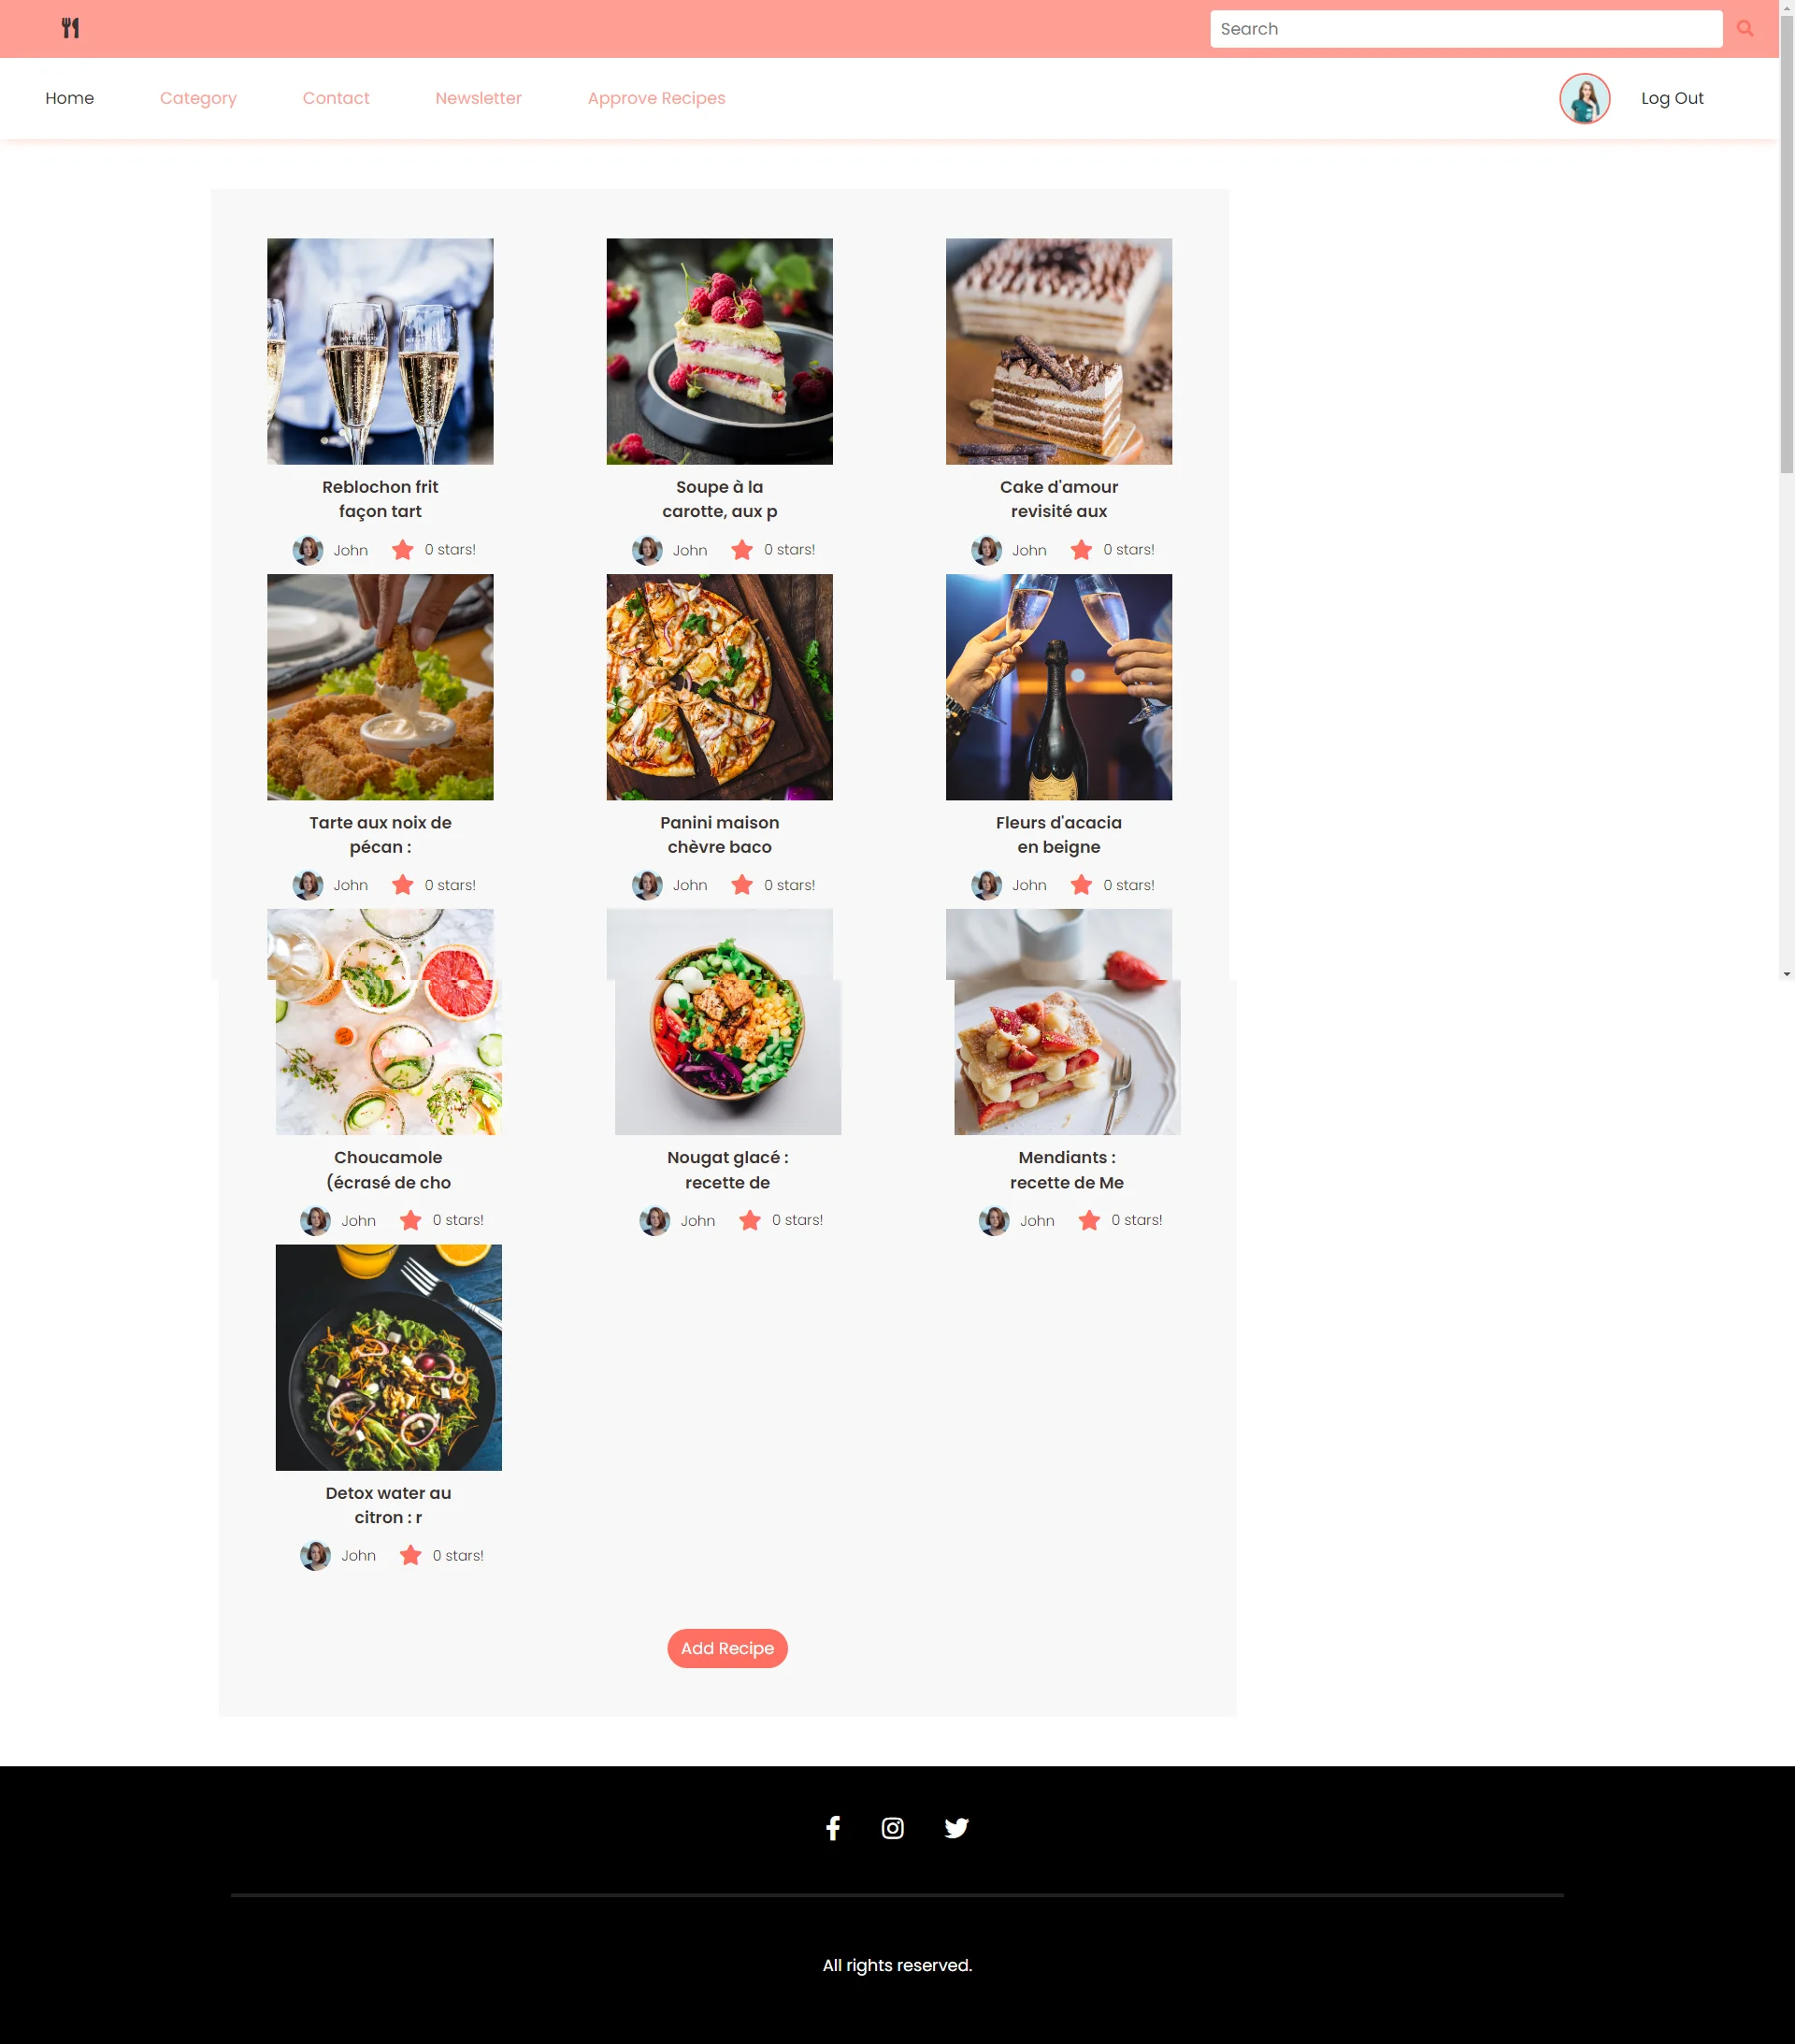 Search
Home Category Contact Newsletter Approve Recipes Log Out
Reblochon frit
façon tart
John 0 stars!
Soupe à la
carotte, aux p
John 0 stars!
Cake d'amour
revisité aux
John 0 stars!
Tarte aux noix de
pécan :
John 0 stars!
Panini maison
chèvre baco
John 0 stars!
Fleurs d'acacia
en beigne
John 0 stars!
Choucamole
(écrasé de cho
John 0 stars!
Nougat glacé :
recette de
John 0 stars!
Mendiants :
recette de Me
John 0 stars!
Detox water au
citron : r
John 0 stars!
Add Recipe
All rights reserved.